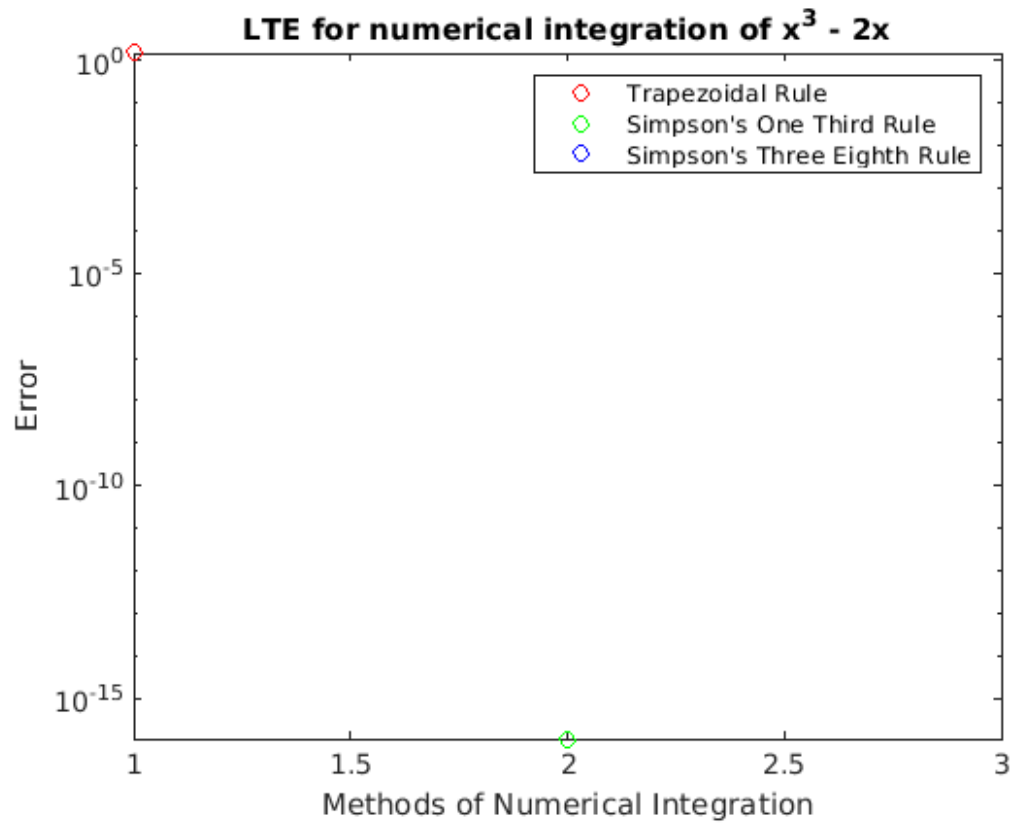 LTE for numerical integration of x³ - 2x
10⁰
Trapezoidal Rule
Simpson's One Third Rule
Simpson's Three Eighth Rule
10⁻⁵
Error
10⁻¹⁰
10⁻¹⁵
1 1.5 2 2.5 3
Methods of Numerical Integration